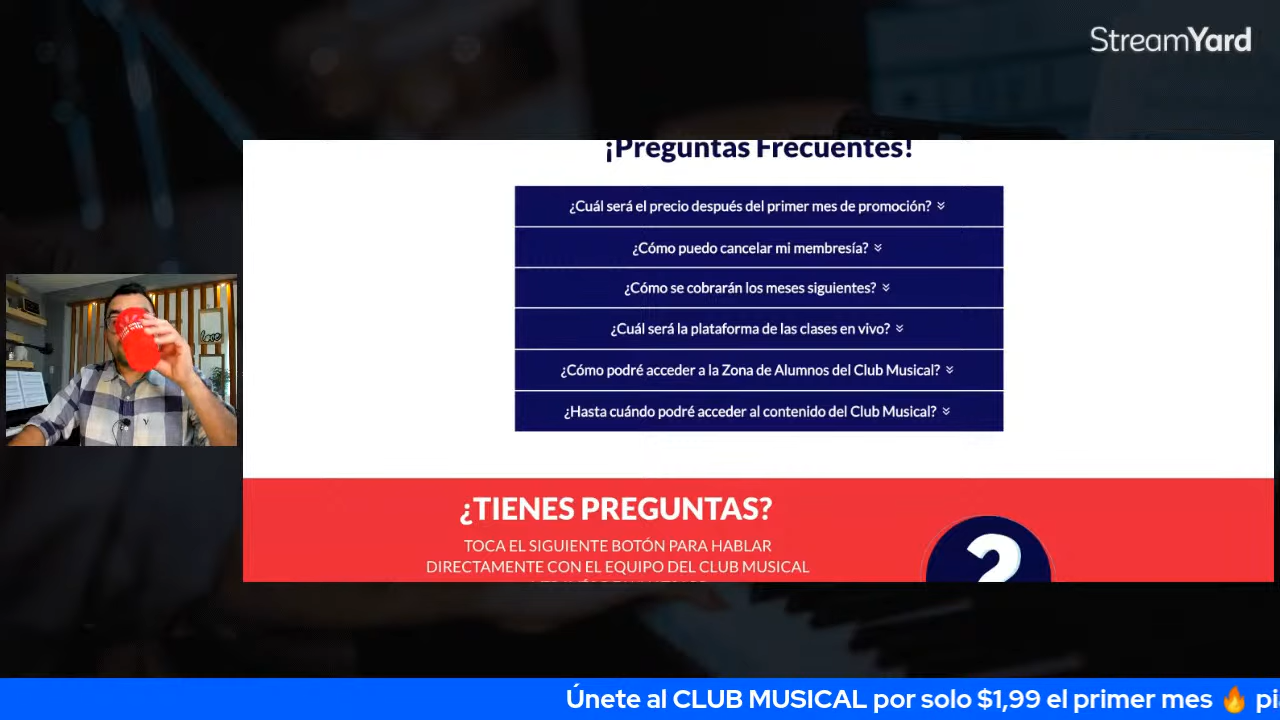 StreamYard
¡Preguntas Frecuentes!
¿Cuál será el precio después del primer mes de promoción?
¿Cómo puedo cancelar mi membresía?
¿Cómo se cobrarán los meses siguientes?
¿Cuál será la plataforma de las clases en vivo?
¿Cómo podré acceder a la Zona de Alumnos del Club Musical?
¿Hasta cuándo podré acceder al contenido del Club Musical?
¿TIENES PREGUNTAS?
TOCA EL SIGUIENTE BOTÓN PARA HABLAR
DIRECTAMENTE CON EL EQUIPO DEL CLUB MUSICAL
?
love
Únete al CLUB MUSICAL por solo $1,99 el primer mes 🔥 pi